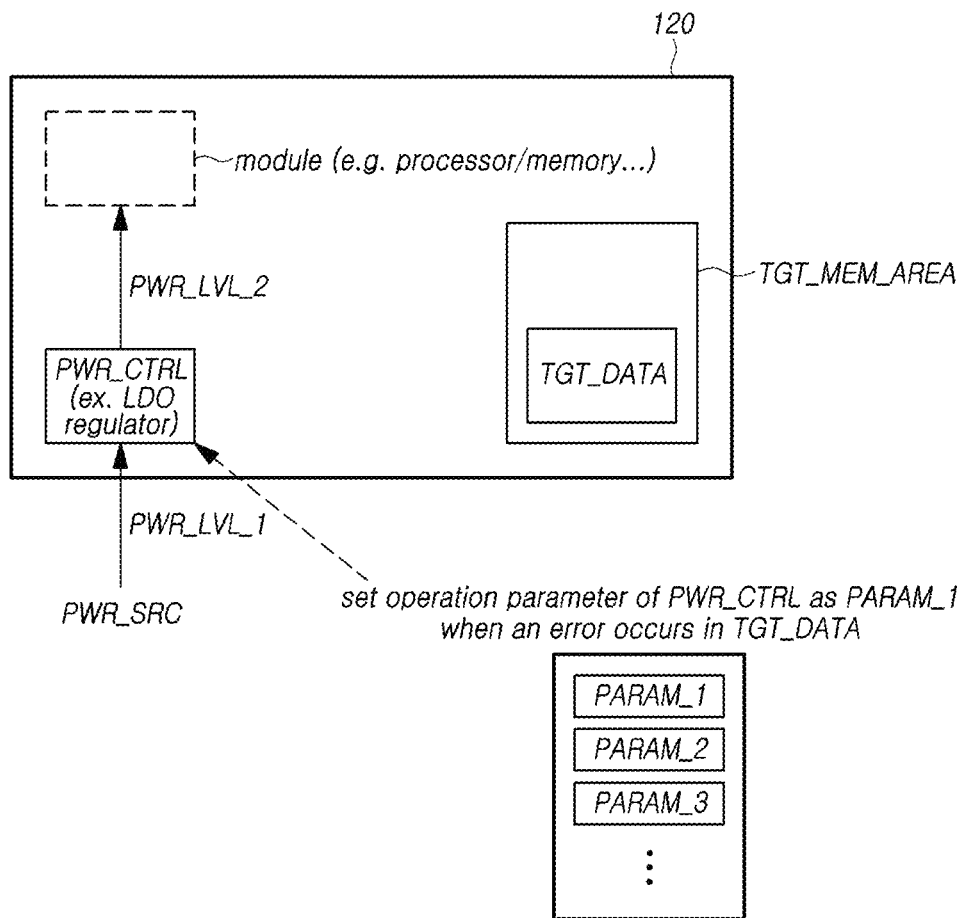 120
module (e.g. processor/memory...)
PWR_LVL_2
TGT_MEM_AREA
PWR_CTRL
(ex. LDO
regulator)
TGT_DATA
PWR_LVL_1
PWR_SRC
set operation parameter of PWR_CTRL as PARAM_1
when an error occurs in TGT_DATA
PARAM_1
PARAM_2
PARAM_3